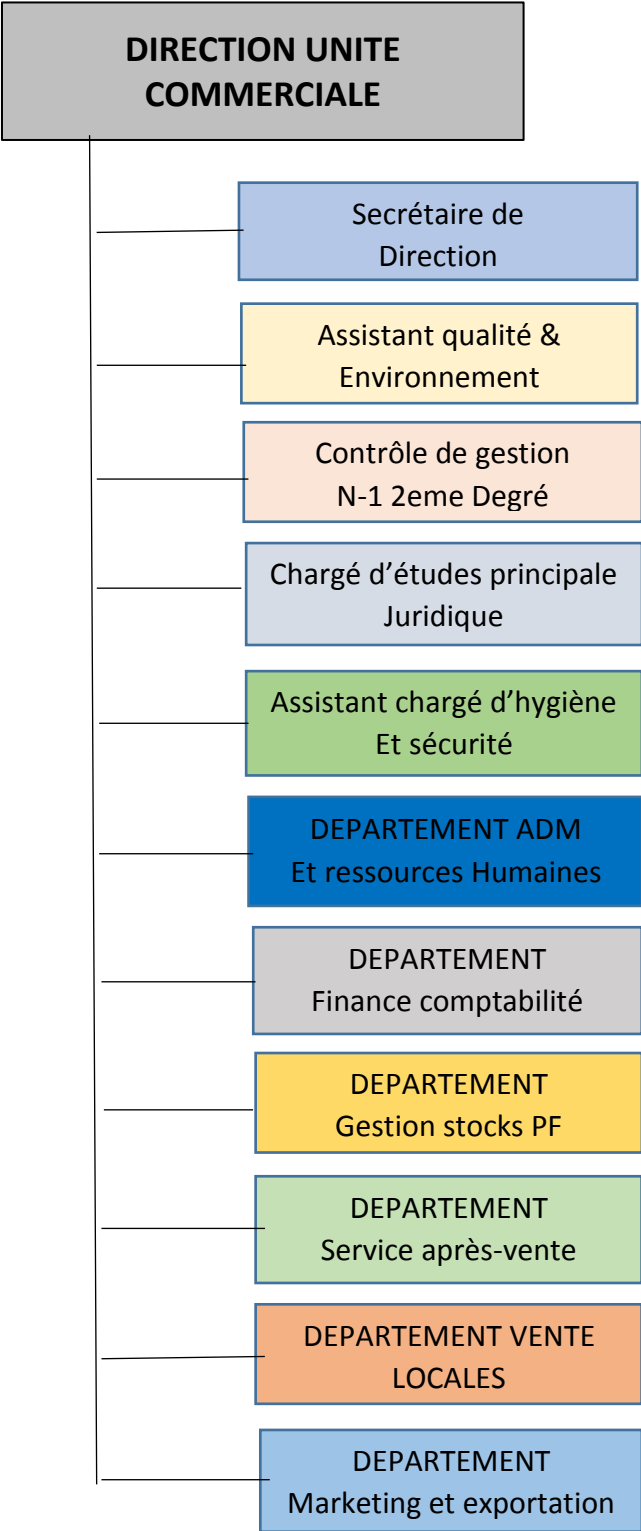 DIRECTION UNITE
COMMERCIALE
Secrétaire de
Direction
Assistant qualité &
Environnement
Contrôle de gestion
N-1 2eme Degré
Chargé d’études principale
Juridique
Assistant chargé d’hygiène
Et sécurité
DEPARTEMENT ADM
Et ressources Humaines
DEPARTEMENT
Finance comptabilité
DEPARTEMENT
Gestion stocks PF
DEPARTEMENT
Service après-vente
DEPARTEMENT VENTE
LOCALES
DEPARTEMENT
Marketing et exportation